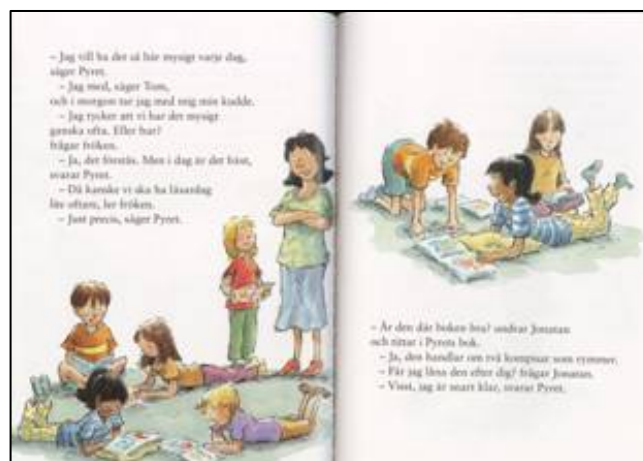 – Jag vill ha det så här mysigt varje dag,
säger Pyret.
– Jag med, säger Tom,
och i morgon tar jag med mig min kudde.
– Jag tycker att vi har det mysigt
ganska ofta. Eller hur?
frågar fröken.
– Ja, det förstås. Men i dag är det bäst,
svarar Pyret.
– Då kanske vi ska ha läsardag
lite oftare, ler fröken.
– Just precis, säger Pyret.
– Är den där boken bra? undrar Jonatan
och tittar i Pyrets bok.
– Ja, den handlar om två kompisar som rymmer.
– Får jag läsa den efter dig? frågar Jonatan.
– Visst, jag är snart klar, svarar Pyret.